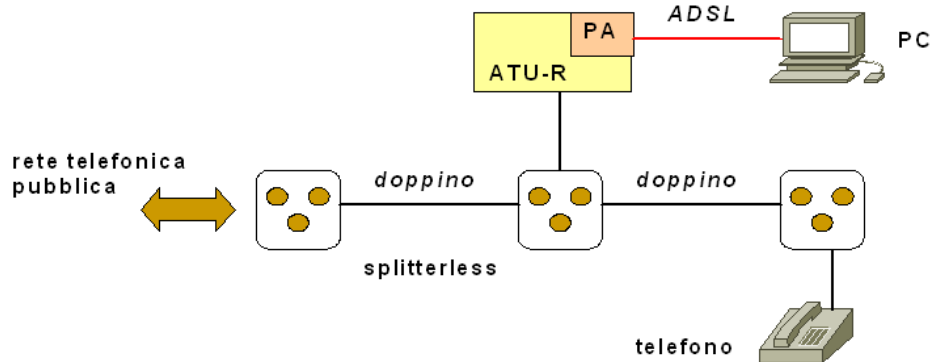 ADSL
PA
PC
ATU-R
rete telefonica
pubblica
doppino
doppino
splitterless
telefono